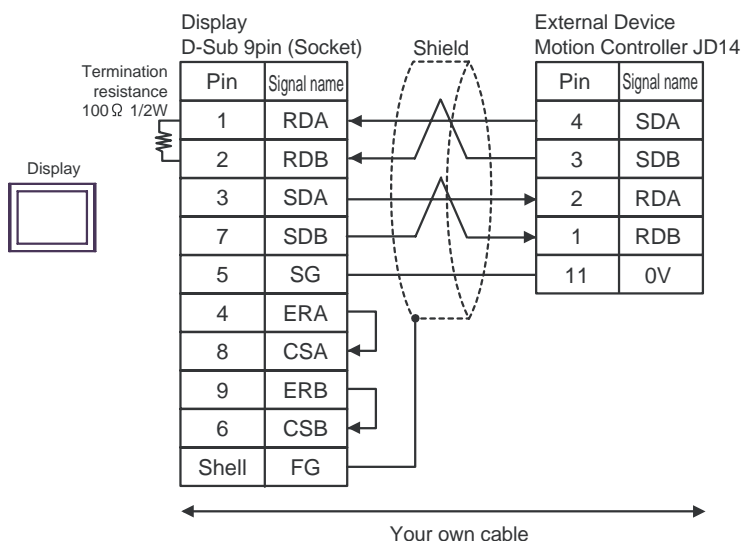 Display
D-Sub 9pin (Socket)
Shield
External Device
Motion Controller JD14
Termination
resistance
100Ω 1/2W
Display
Pin Signal name
1 RDA
2 RDB
3 SDA
7 SDB
5 SG
4 ERA
8 CSA
9 ERB
6 CSB
Shell FG
Pin Signal name
4 SDA
3 SDB
2 RDA
1 RDB
11 0V
Your own cable